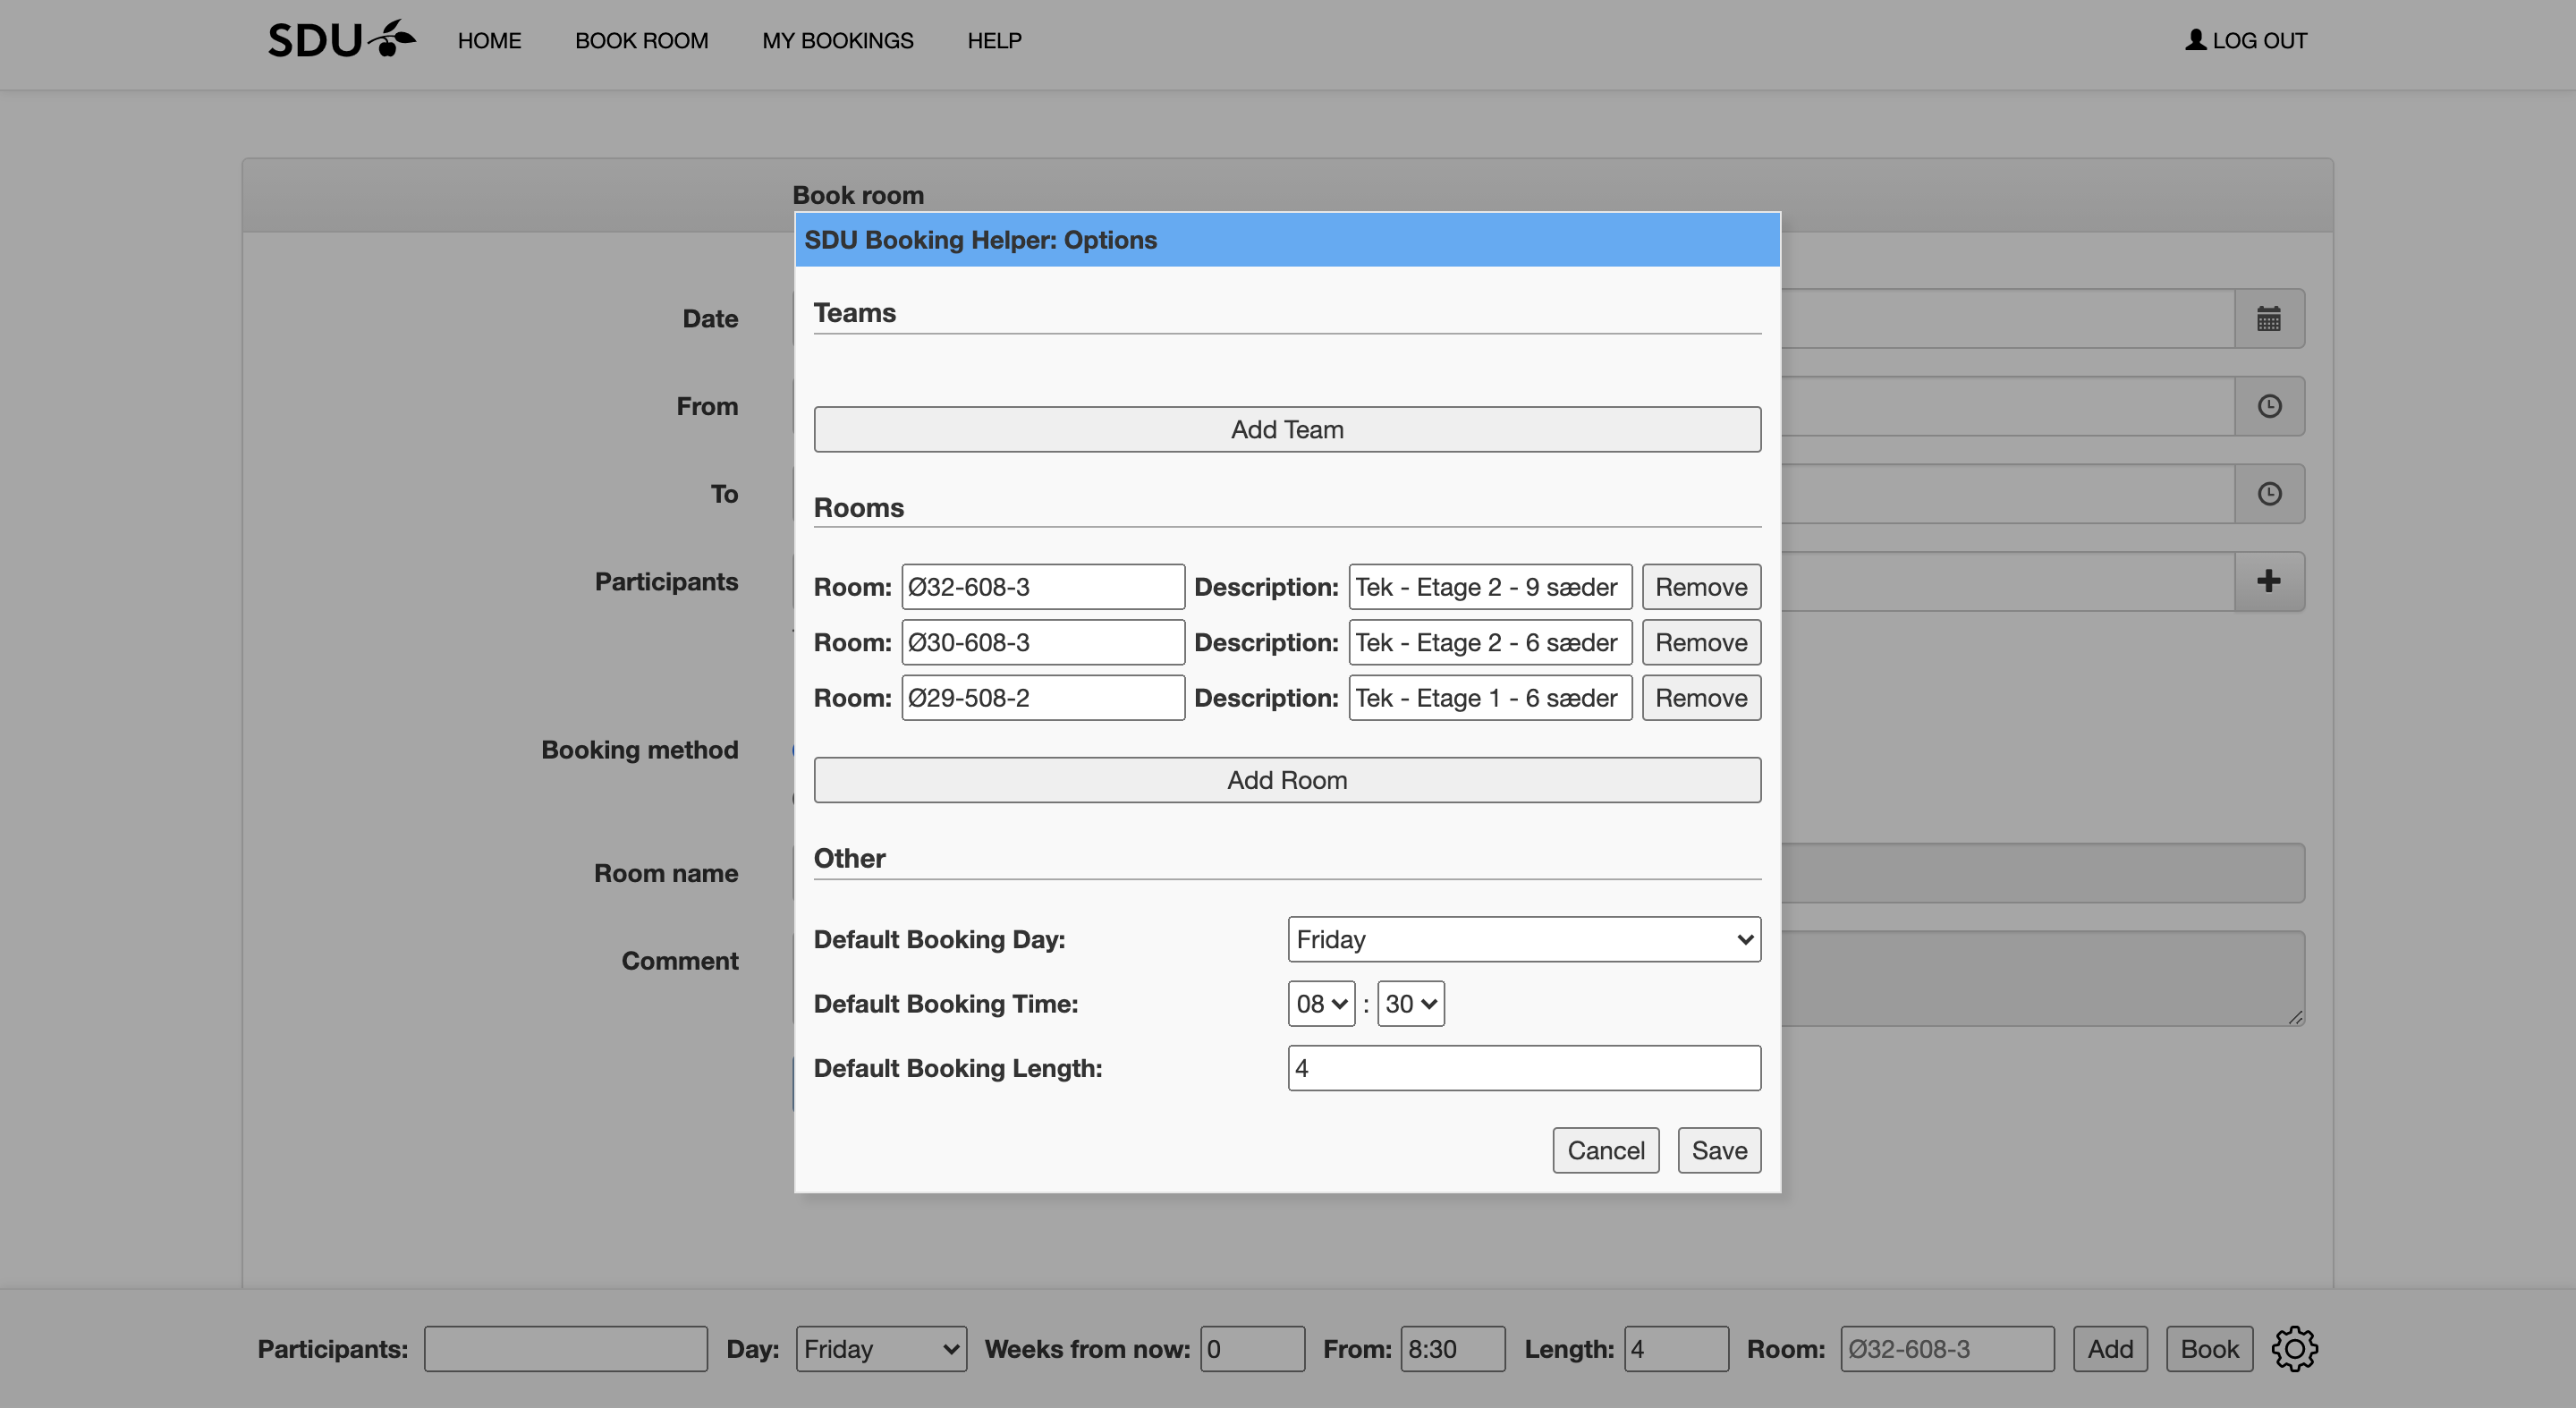 SDU HOME BOOK ROOM MY BOOKINGS HELP LOG OUT
Book room
SDU Booking Helper: Options
Teams
Date
Add Team
From
To
Rooms
Participants
Room: Ø32-608-3 Description: Tek - Etage 2 - 9 sæder Remove
Room: Ø30-608-3 Description: Tek - Etage 2 - 6 sæder Remove
Room: Ø29-508-2 Description: Tek - Etage 1 - 6 sæder Remove
Booking method
Add Room
Other
Room name
Default Booking Day: Friday
Comment
Default Booking Time: 08 : 30
Default Booking Length: 4
Cancel Save
Participants: Day: Friday Weeks from now: 0 From: 8:30 Length: 4 Room: Ø32-608-3 Add Book